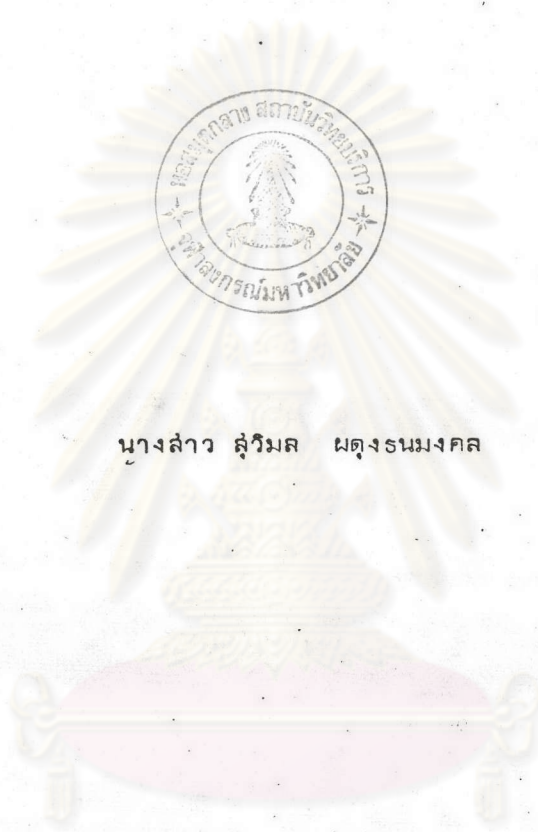 หอสมุดกลาง สถาบันวิทยบริการ
จุฬาลงกรณ์มหาวิทยาลัย
นางสาว สุวิมล ผดุงธนมงคล